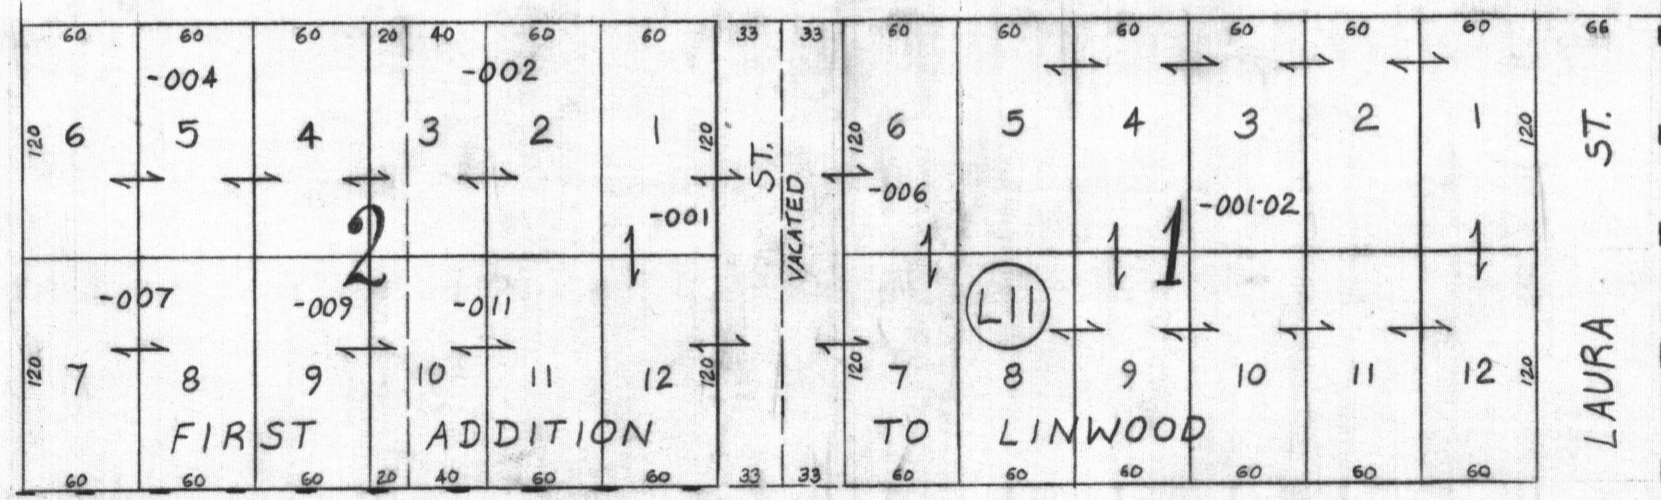 60 60 60 20 40 60 60 33 33 60 60 60 60 60 60 66
-004 -002
120 6 5 4 3 2 1 120 ST. 120 6 5 4 3 2 1 120 ST.
VACATED
-006 -001-02
-001
2 1
-007 -009 -011 L11
120 7 8 9 10 11 12 120 120 7 8 9 10 11 12 120 LAURA
FIRST ADDITION TO LINWOOD
60 60 60 20 40 60 60 33 33 60 60 60 60 60 60